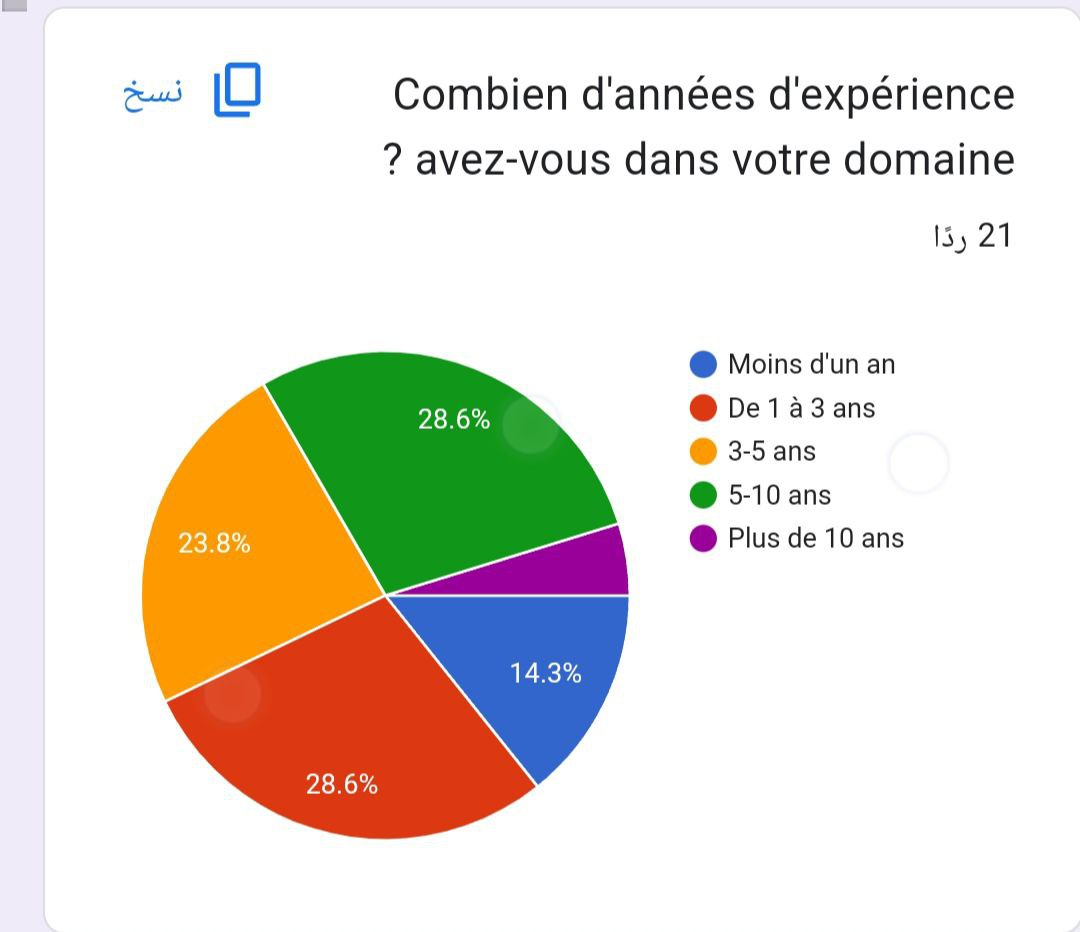 Combien d'années d'expérience
avez-vous dans votre domaine ?
نسخ
21 ردًا
Moins d'un an
De 1 à 3 ans
3-5 ans
5-10 ans
Plus de 10 ans
28.6%
23.8%
14.3%
28.6%